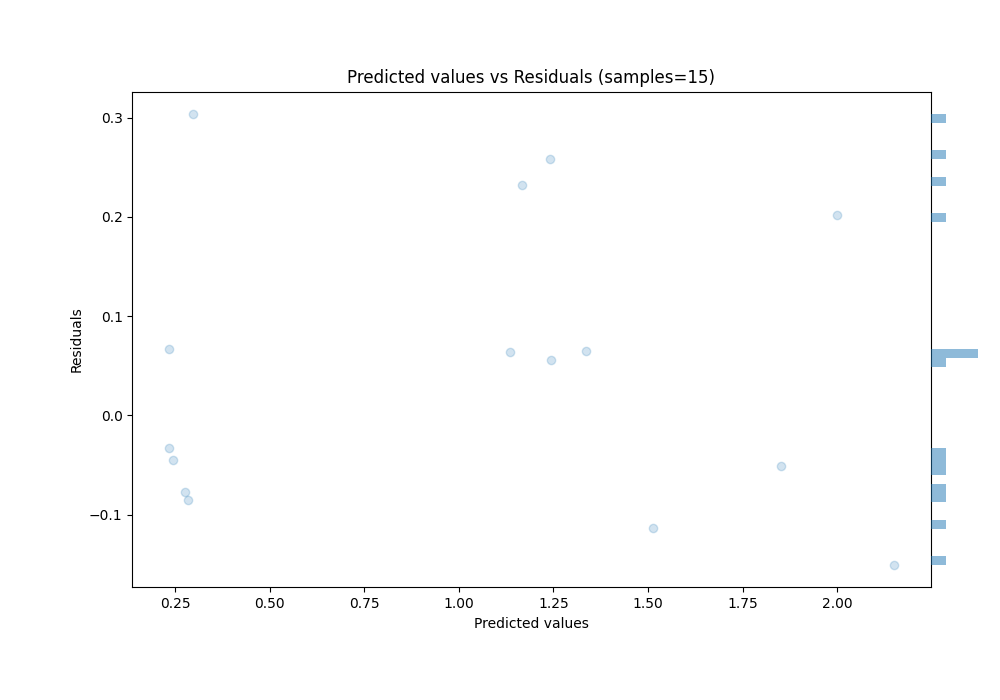 Predicted values vs Residuals (samples=15)
0.3
0.2
0.1
0.0
−0.1
Residuals
0.25 0.50 0.75 1.00 1.25 1.50 1.75 2.00
Predicted values